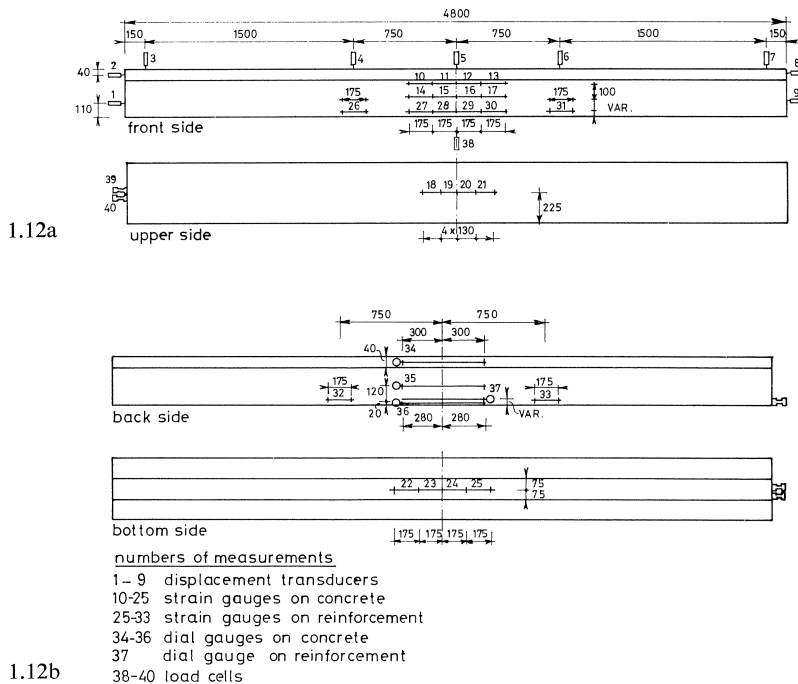 4800
150 1500 750 750 1500 150
3 4 5 6 7
2 8
40
10 11 12 13
175 14 15 16 17 175 100
1 9
26 27 28 29 30 31 VAR.
110
front side
175 175 175 175
38
39
18 19 20 21
40
225
1.12a
upper side
4x130
750 750
300 300
40 34
175 35 37 175
32 120 33
20 36 VAR.
back side
280 280
22 23 24 25 75
75
bottom side
175 175 175 175
numbers of measurements
1-9 displacement transducers
10-25 strain gauges on concrete
25-33 strain gauges on reinforcement
34-36 dial gauges on concrete
37 dial gauge on reinforcement
1.12b
38-40 load cells